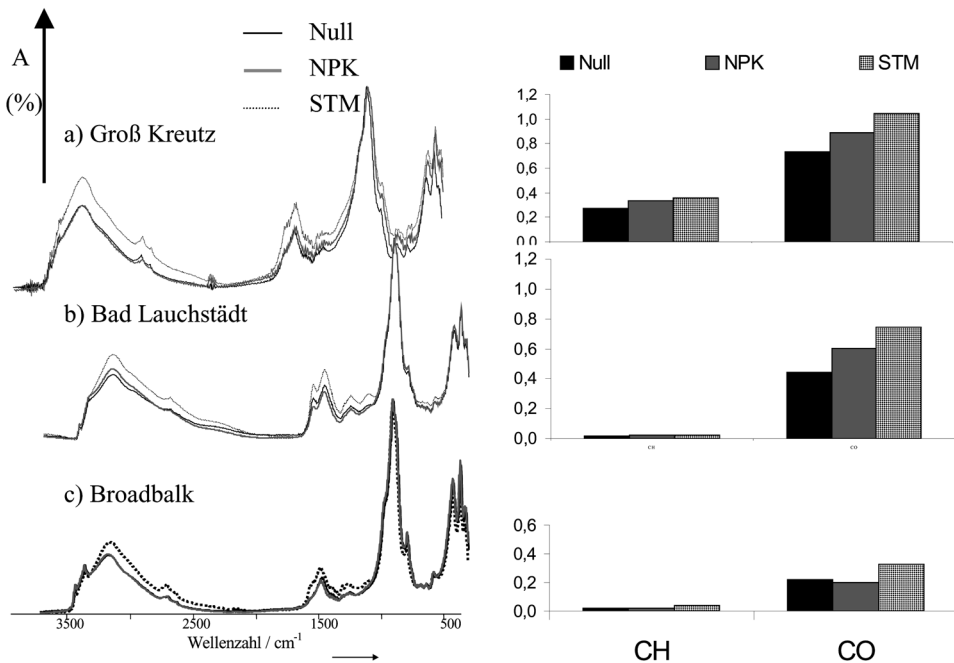 A
(%)
Null
NPK
STM
a) Groß Kreutz
b) Bad Lauchstädt
c) Broadbalk
3500
2500
1500
500
Wellenzahl / cm⁻¹
Null
NPK
STM
1,2
1,0
0,8
0,6
0,4
0,2
0,0
1,2
1,0
0,8
0,6
0,4
0,2
0,0
CH
CO
0,6
0,4
0,2
0,0
CH
CO